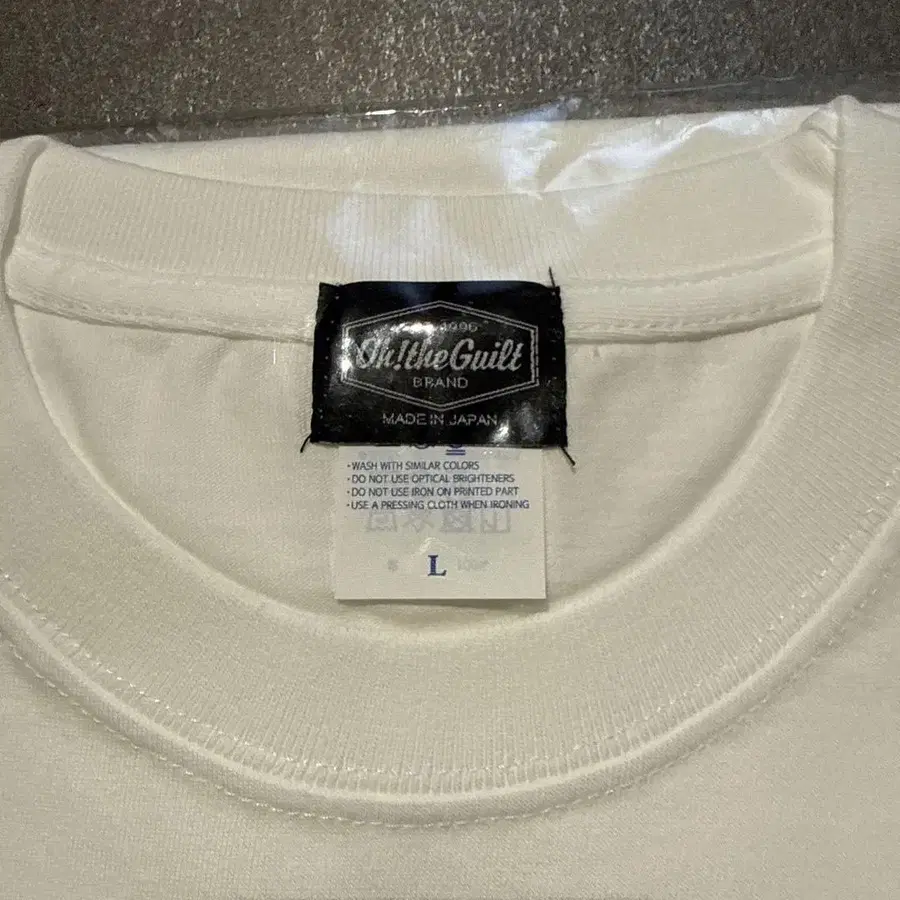 1996
Oh!theGuilt
BRAND
MADE IN JAPAN
・WASH WITH SIMILAR COLORS
・DO NOT USE OPTICAL BRIGHTENERS
・DO NOT USE IRON ON PRINTED PART
・USE A PRESSING CLOTH WHEN IRONING
L